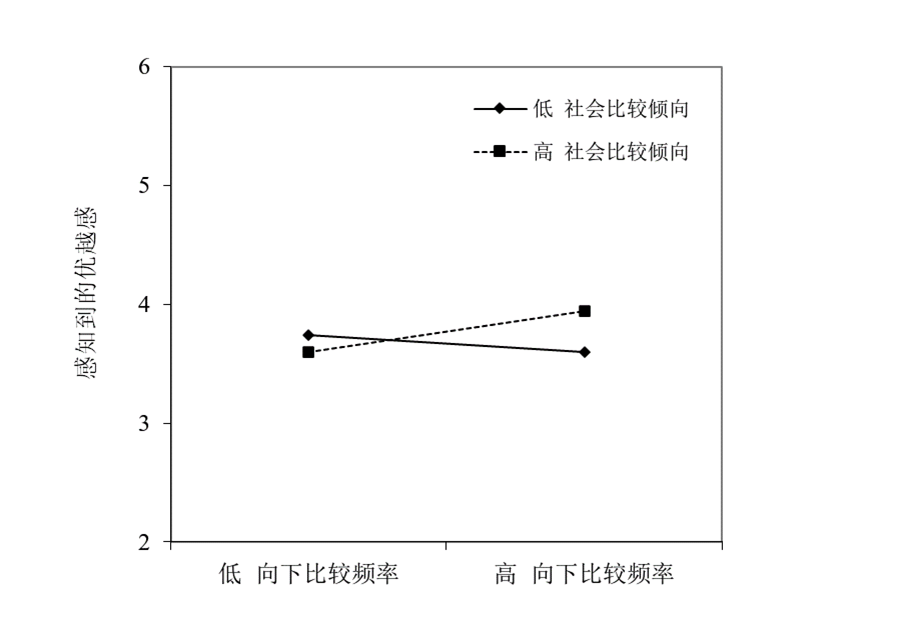 6
低 社会比较倾向
高 社会比较倾向
5
感知到的优越感
4
3
2
低 向下比较频率
高 向下比较频率